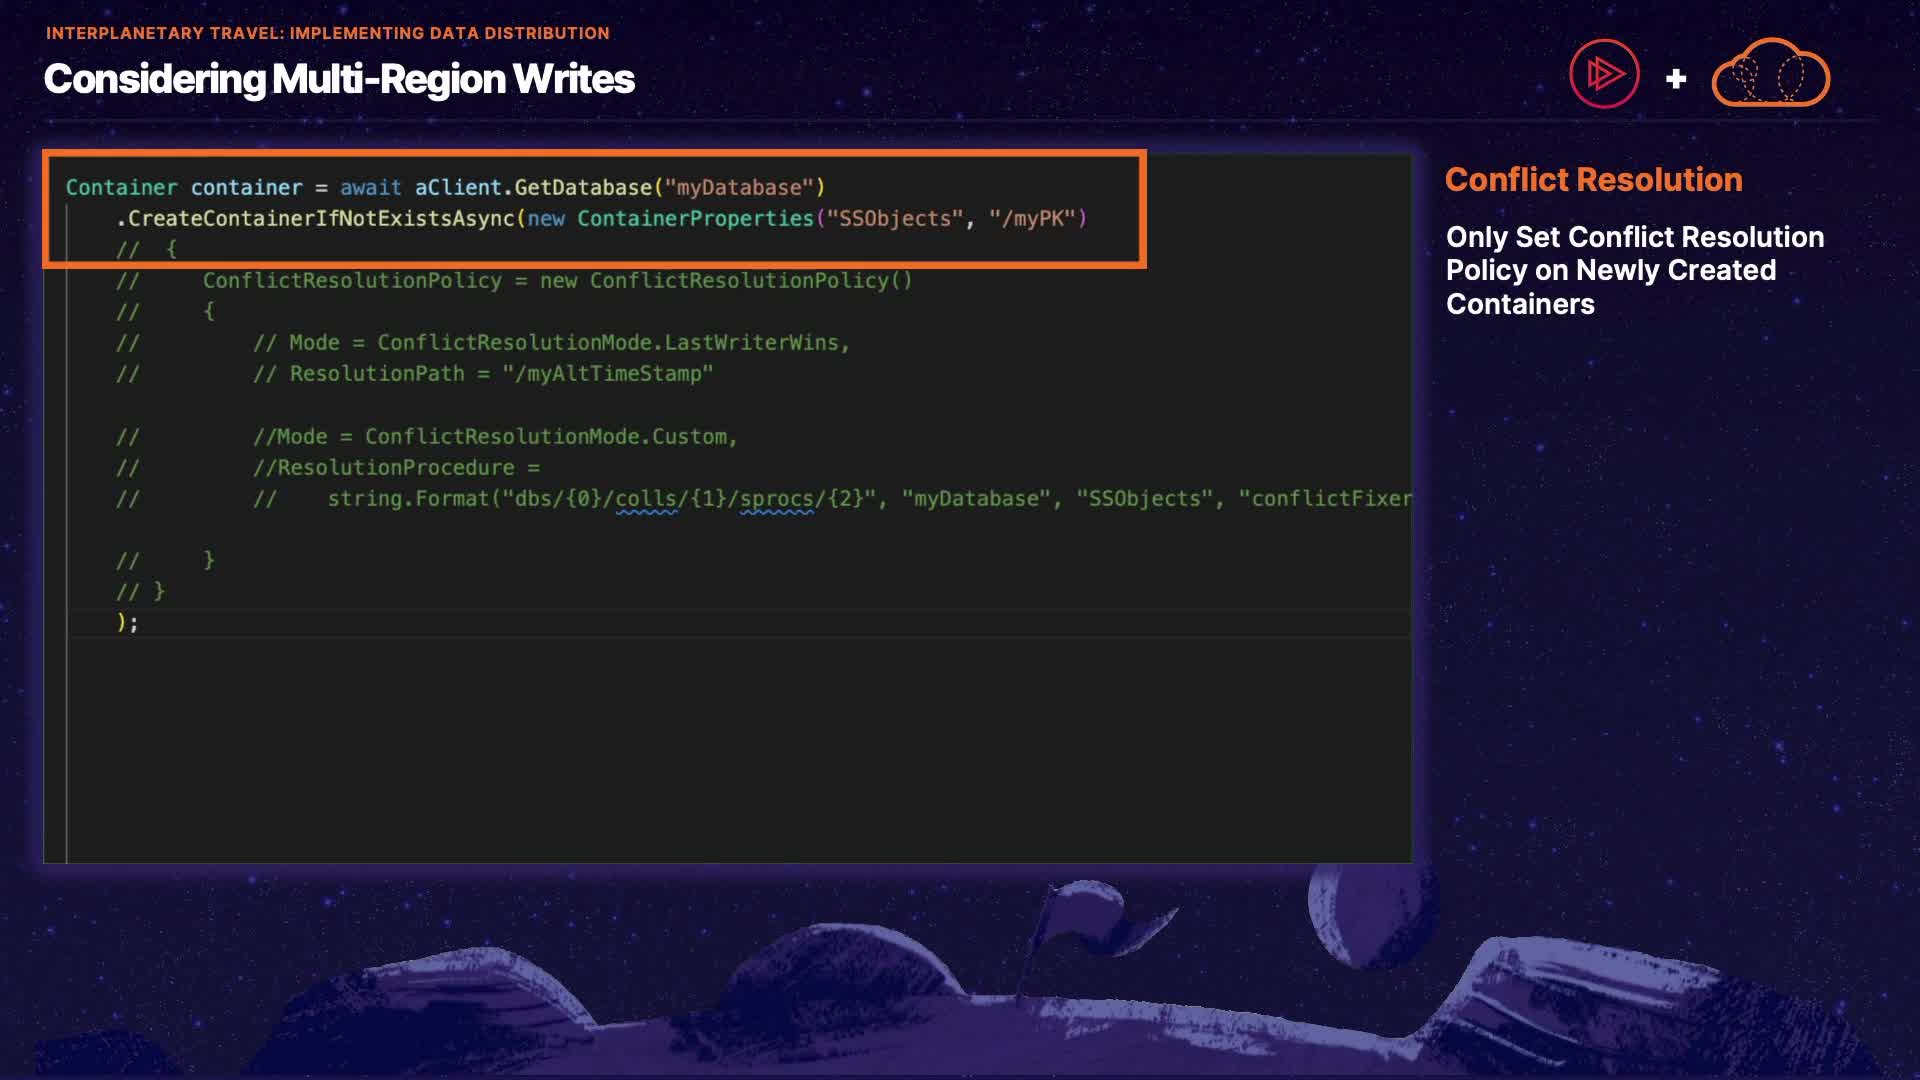 INTERPLANETARY TRAVEL: IMPLEMENTING DATA DISTRIBUTION
Considering Multi-Region Writes
+
Container container = await aClient.GetDatabase("myDatabase")
.CreateContainerIfNotExistsAsync(new ContainerProperties("SSObjects", "/myPK")
//  {
//     ConflictResolutionPolicy = new ConflictResolutionPolicy()
//     {
//         // Mode = ConflictResolutionMode.LastWriterWins,
//         // ResolutionPath = "/myAltTimeStamp"
//         //Mode = ConflictResolutionMode.Custom,
//         //ResolutionProcedure =
//         //    string.Format("dbs/{0}/colls/{1}/sprocs/{2}", "myDatabase", "SSObjects", "conflictFixer
//     }
// }
);
Conflict Resolution
Only Set Conflict Resolution
Policy on Newly Created
Containers